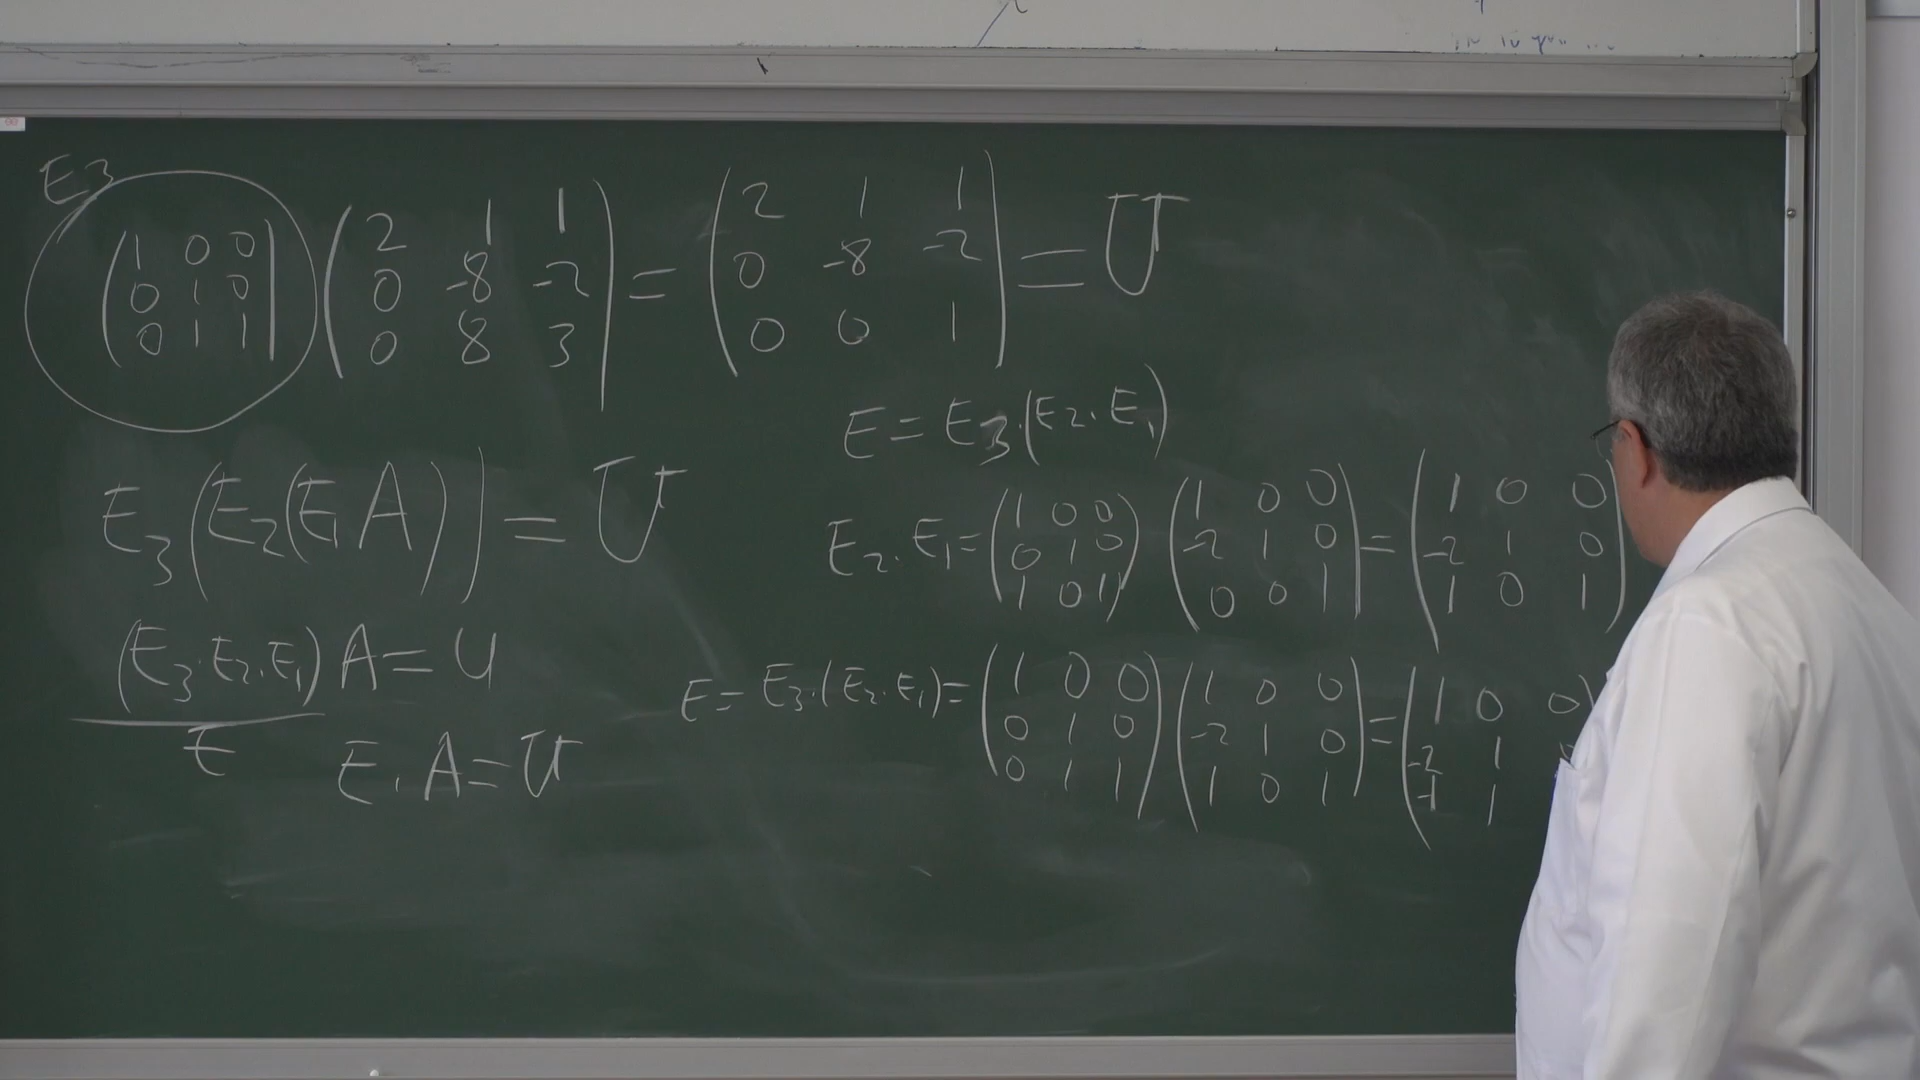 E3
(1 0 0) (2 1 1) = (2 1 1) = U
(0 1 0) (0 -8 -2) (0 -8 -2)
(0 1 1) (0 8 3) (0 0 1)
E3(E2(E1 A)) = U
(E3·E2·E1) A = U
E
E·A = U
E = E3·(E2·E1)
E2·E1 = (1 0 0) (1 0 0) = (1 0 0)
(0 1 0) (-2 1 0) (-2 1 0)
(1 0 1) (0 0 1) (1 0 1)
E = E3·(E2·E1) = (1 0 0) (1 0 0) = (1 0 0)
(0 1 0) (-2 1 0) (-2 1
(0 1 1) (1 0 1) (-1 1